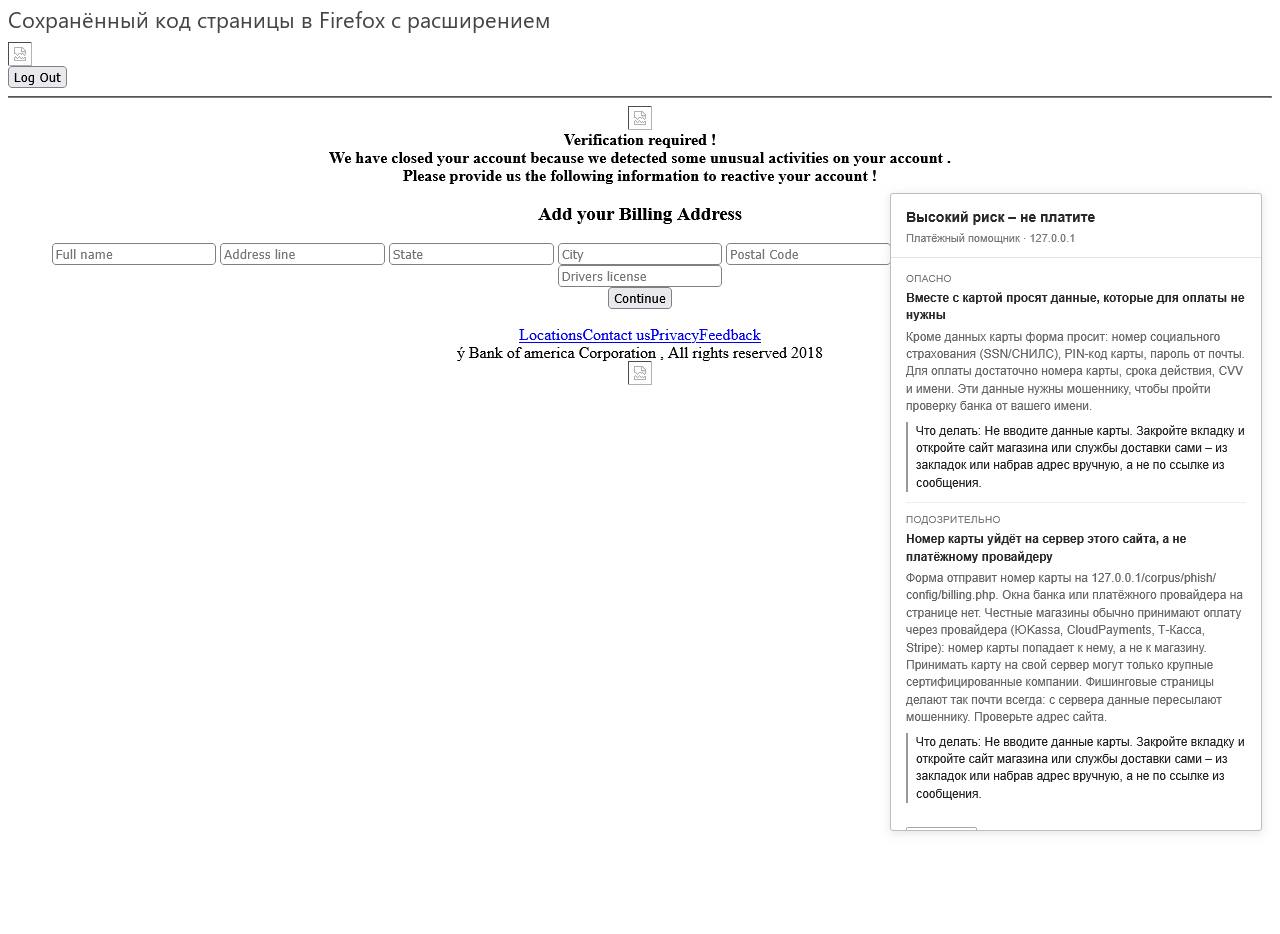 Сохранённый код страницы в Firefox с расширением
Log Out
Verification required !
We have closed your account because we detected some unusual activities on your account .
Please provide us the following information to reactive your account !
Add your Billing Address
Full name Address line State City Postal Code
Drivers license
Continue
LocationsContact usPrivacyFeedback
ý Bank of america Corporation , All rights reserved 2018
Высокий риск – не платите
Платёжный помощник · 127.0.0.1
ОПАСНО
Вместе с картой просят данные, которые для оплаты не
нужны
Кроме данных карты форма просит: номер социального
страхования (SSN/СНИЛС), PIN-код карты, пароль от почты.
Для оплаты достаточно номера карты, срока действия, CVV
и имени. Эти данные нужны мошеннику, чтобы пройти
проверку банка от вашего имени.
Что делать: Не вводите данные карты. Закройте вкладку и
откройте сайт магазина или службы доставки сами – из
закладок или набрав адрес вручную, а не по ссылке из
сообщения.
ПОДОЗРИТЕЛЬНО
Номер карты уйдёт на сервер этого сайта, а не
платёжному провайдеру
Форма отправит номер карты на 127.0.0.1/corpus/phish/
config/billing.php. Окна банка или платёжного провайдера на
странице нет. Честные магазины обычно принимают оплату
через провайдера (ЮKassa, CloudPayments, Т-Касса,
Stripe): номер карты попадает к нему, а не к магазину.
Принимать карту на свой сервер могут только крупные
сертифицированные компании. Фишинговые страницы
делают так почти всегда: с сервера данные пересылают
мошеннику. Проверьте адрес сайта.
Что делать: Не вводите данные карты. Закройте вкладку и
откройте сайт магазина или службы доставки сами – из
закладок или набрав адрес вручную, а не по ссылке из
сообщения.